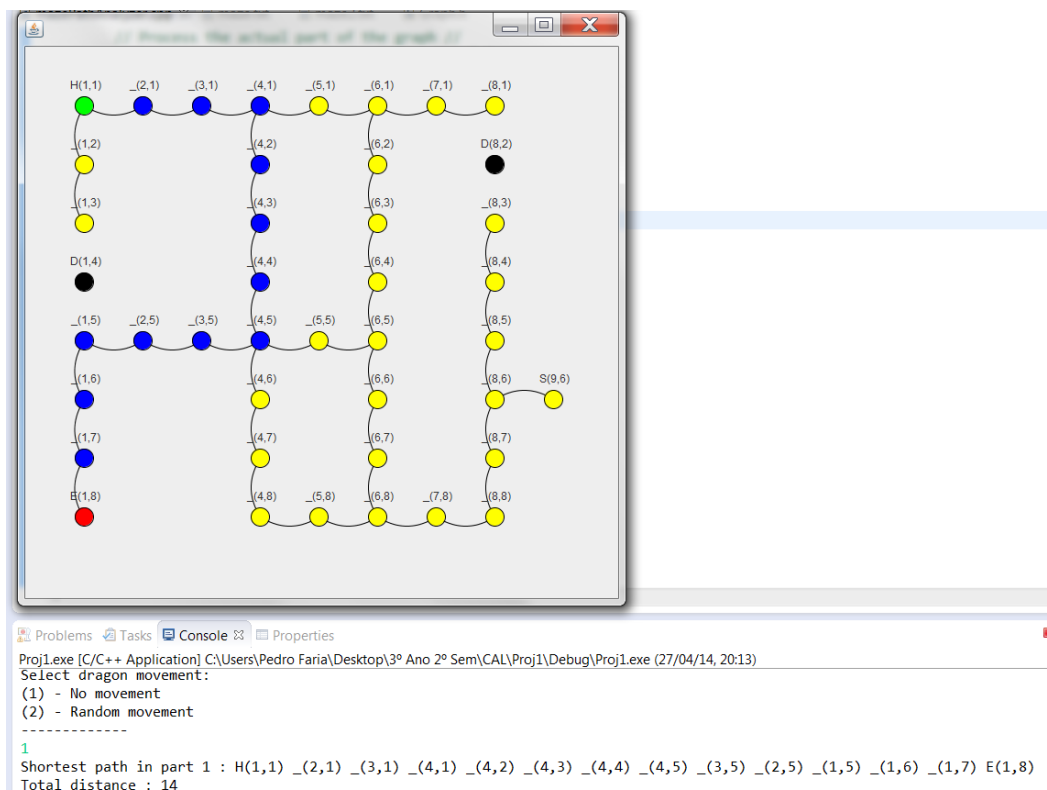 // Process the actual part of the graph //
H(1,1) _(2,1) _(3,1) _(4,1) _(5,1) _(6,1) _(7,1) _(8,1)
_(1,2) _(4,2) _(6,2) D(8,2)
_(1,3) _(4,3) _(6,3) _(8,3)
D(1,4) _(4,4) _(6,4) _(8,4)
_(1,5) _(2,5) _(3,5) _(4,5) _(5,5) _(6,5) _(8,5)
_(1,6) _(4,6) _(6,6) _(8,6) S(9,6)
_(1,7) _(4,7) _(6,7) _(8,7)
E(1,8) _(4,8) _(5,8) _(6,8) _(7,8) _(8,8)
Problems Tasks Console Properties
Proj1.exe [C/C++ Application] C:\Users\Pedro Faria\Desktop\3º Ano 2º Sem\CAL\Proj1\Debug\Proj1.exe (27/04/14, 20:13)
Select dragon movement:
(1) - No movement
(2) - Random movement
-------------
1
Shortest path in part 1 : H(1,1) _(2,1) _(3,1) _(4,1) _(4,2) _(4,3) _(4,4) _(4,5) _(3,5) _(2,5) _(1,5) _(1,6) _(1,7) E(1,8)
Total distance : 14